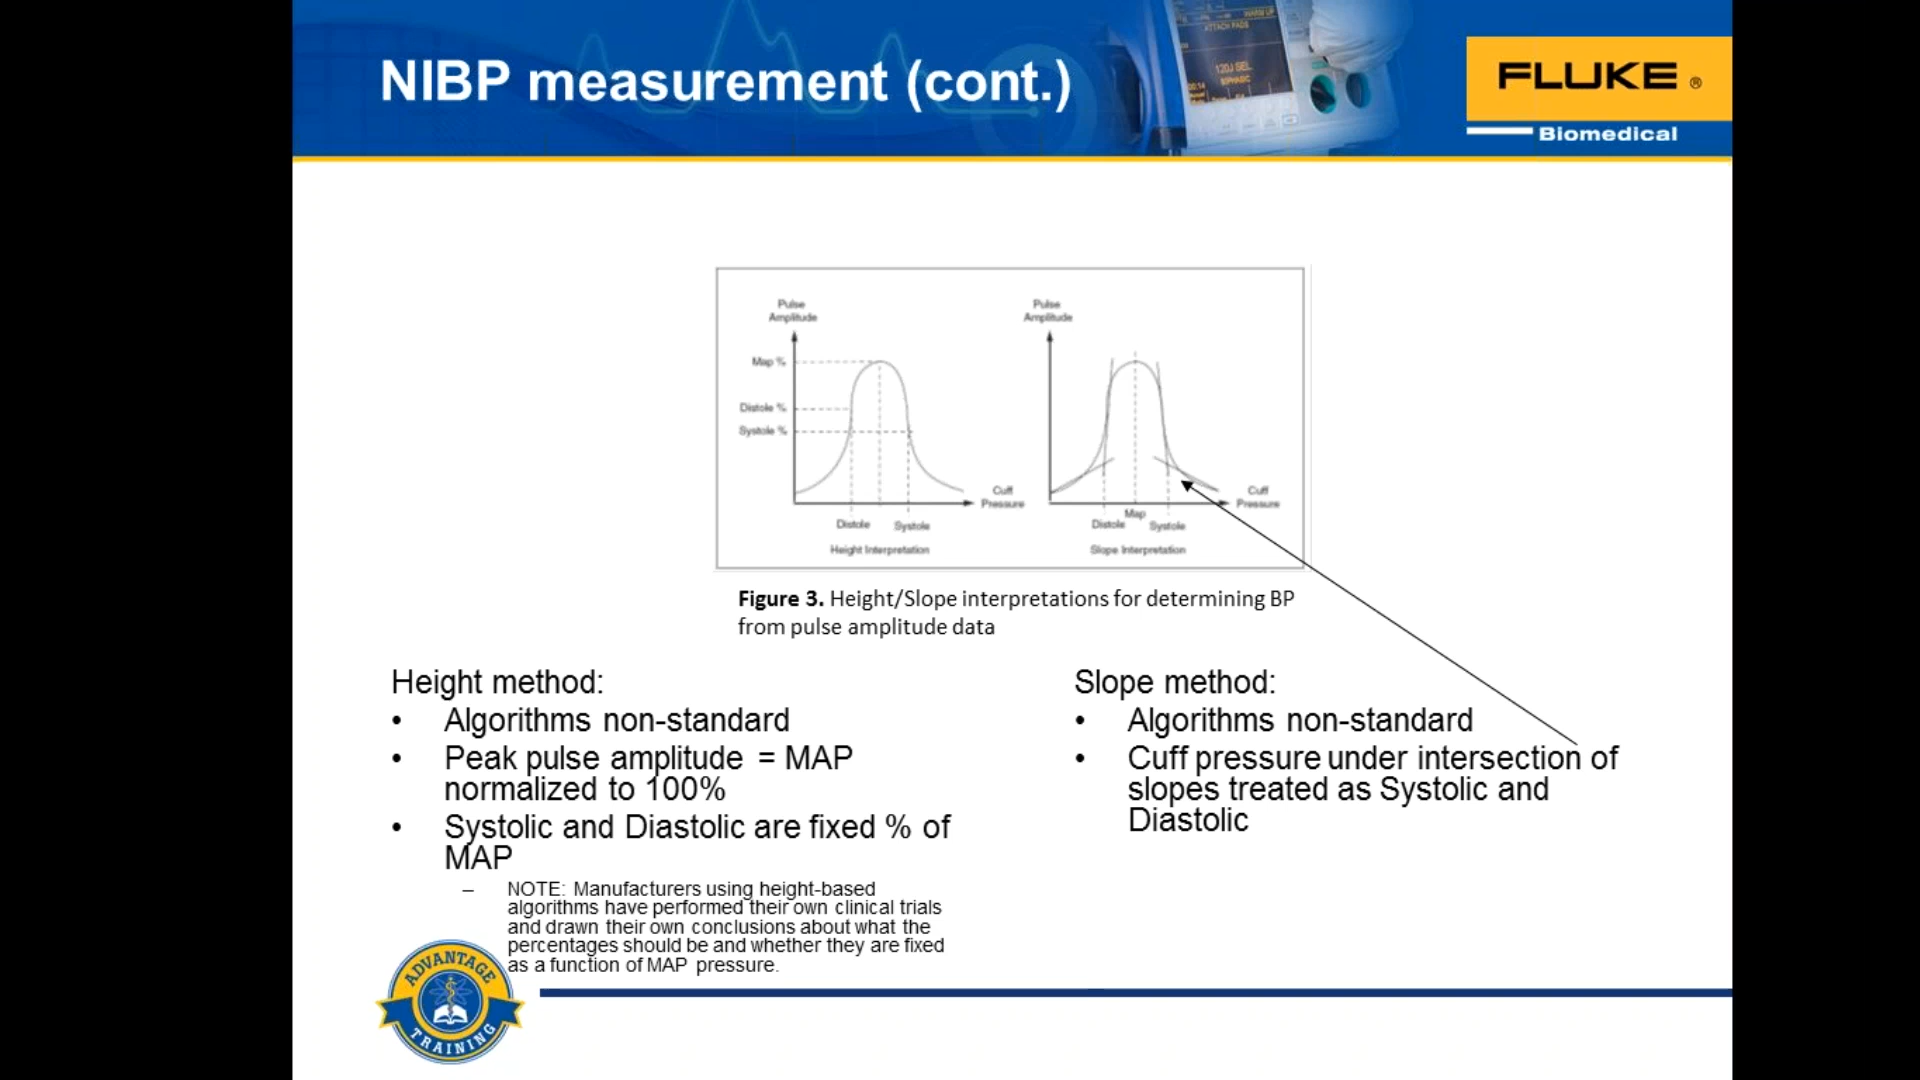 NIBP measurement (cont.)
ATTACH PADS
120J SEL
BIPHASIC
FLUKE ®
Biomedical
Pulse
Amplitude
Map %
Distole %
Systole %
Cuff
Pressure
Distole
Systole
Height Interpretation
Pulse
Amplitude
Cuff
Pressure
Map
Distole
Systole
Slope Interpretation
Figure 3. Height/Slope interpretations for determining BP
from pulse amplitude data
Height method:
• Algorithms non-standard
• Peak pulse amplitude = MAP
normalized to 100%
• Systolic and Diastolic are fixed % of
MAP
– NOTE: Manufacturers using height-based
algorithms have performed their own clinical trials
and drawn their own conclusions about what the
percentages should be and whether they are fixed
as a function of MAP pressure.
Slope method:
• Algorithms non-standard
• Cuff pressure under intersection of
slopes treated as Systolic and
Diastolic
ADVANTAGE
TRAINING